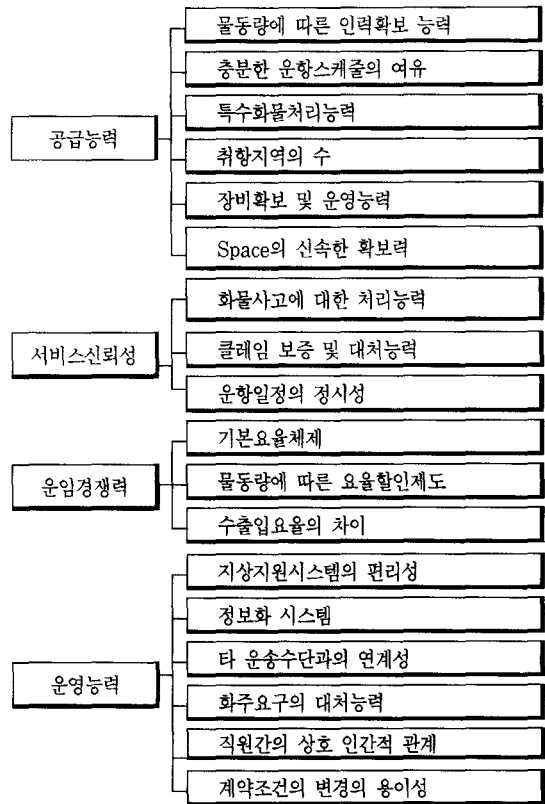 공급능력
물동량에 따른 인력확보 능력
충분한 운항스캐줄의 여유
특수화물처리능력
취항지역의 수
장비확보 및 운영능력
Space의 신속한 확보력
서비스신뢰성
화물사고에 대한 처리능력
클레임 보증 및 대처능력
운항일정의 정시성
운임경쟁력
기본요율체제
물동량에 따른 요율할인제도
수출입요율의 차이
운영능력
지상지원시스템의 편리성
정보화 시스템
타 운송수단과의 연계성
화주요구의 대처능력
직원간의 상호 인간적 관계
계약조건의 변경의 용이성